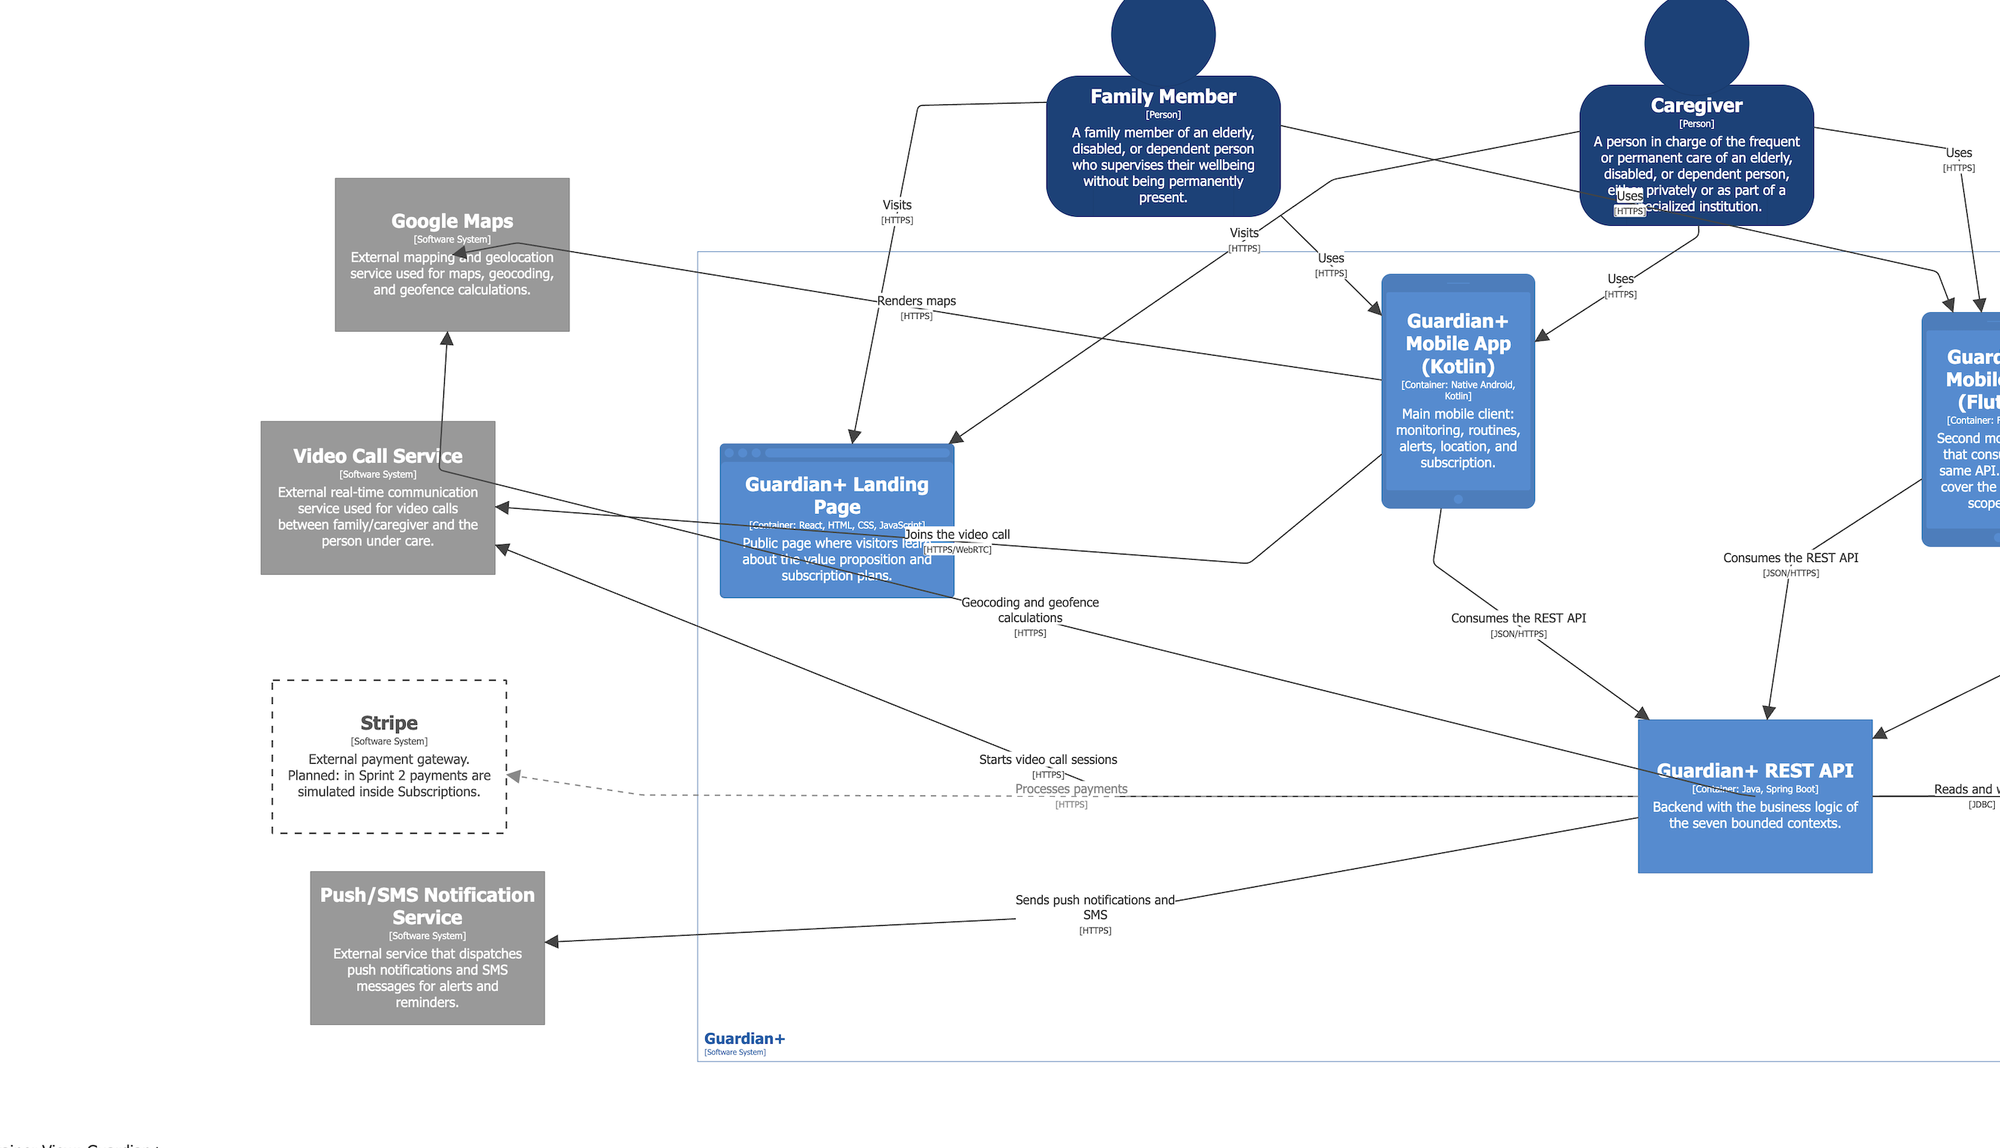 Family Member
[Person]
A family member of an elderly,
disabled, or dependent person
who supervises their wellbeing
without being permanently
present.
Caregiver
[Person]
A person in charge of the frequent
or permanent care of an elderly,
disabled, or dependent person,
privately or as part of a
institution.
Uses
[HTTPS]
Uses
[HTTPS]
Visits
[HTTPS]
Visits
[HTTPS]
Uses
[HTTPS]
Uses
[HTTPS]
Google Maps
[Software System]
External mapping and geolocation
service used for maps, geocoding,
and geofence calculations.
Renders maps
[HTTPS]
Guardian+
Mobile App
(Kotlin)
[Container: Native Android,
Kotlin]
Main mobile client:
monitoring, routines,
alerts, location, and
subscription.
Second
that
same API.
cover the
Video Call Service
[Software System]
External real-time communication
service used for video calls
between family/caregiver and the
person under care.
Guardian+ Landing
Page
[Container: React, HTML, CSS, JavaScript]
Public page where visitors learn
about the value proposition and
subscription plans.
Joins the video call
[HTTPS/WebRTC]
Geocoding and geofence
calculations
[HTTPS]
Consumes the REST API
[JSON/HTTPS]
Consumes the REST API
[JSON/HTTPS]
Stripe
[Software System]
External payment gateway.
Planned: in Sprint 2 payments are
simulated inside Subscriptions.
Starts video call sessions
[HTTPS]
Processes payments
[HTTPS]
Guardian+ REST API
[Container: Java, Spring Boot]
Backend with the business logic of
the seven bounded contexts.
Reads and
[JDBC]
Push/SMS Notification
Service
[Software System]
External service that dispatches
push notifications and SMS
messages for alerts and
reminders.
Sends push notifications and
SMS
[HTTPS]
Guardian+
[Software System]